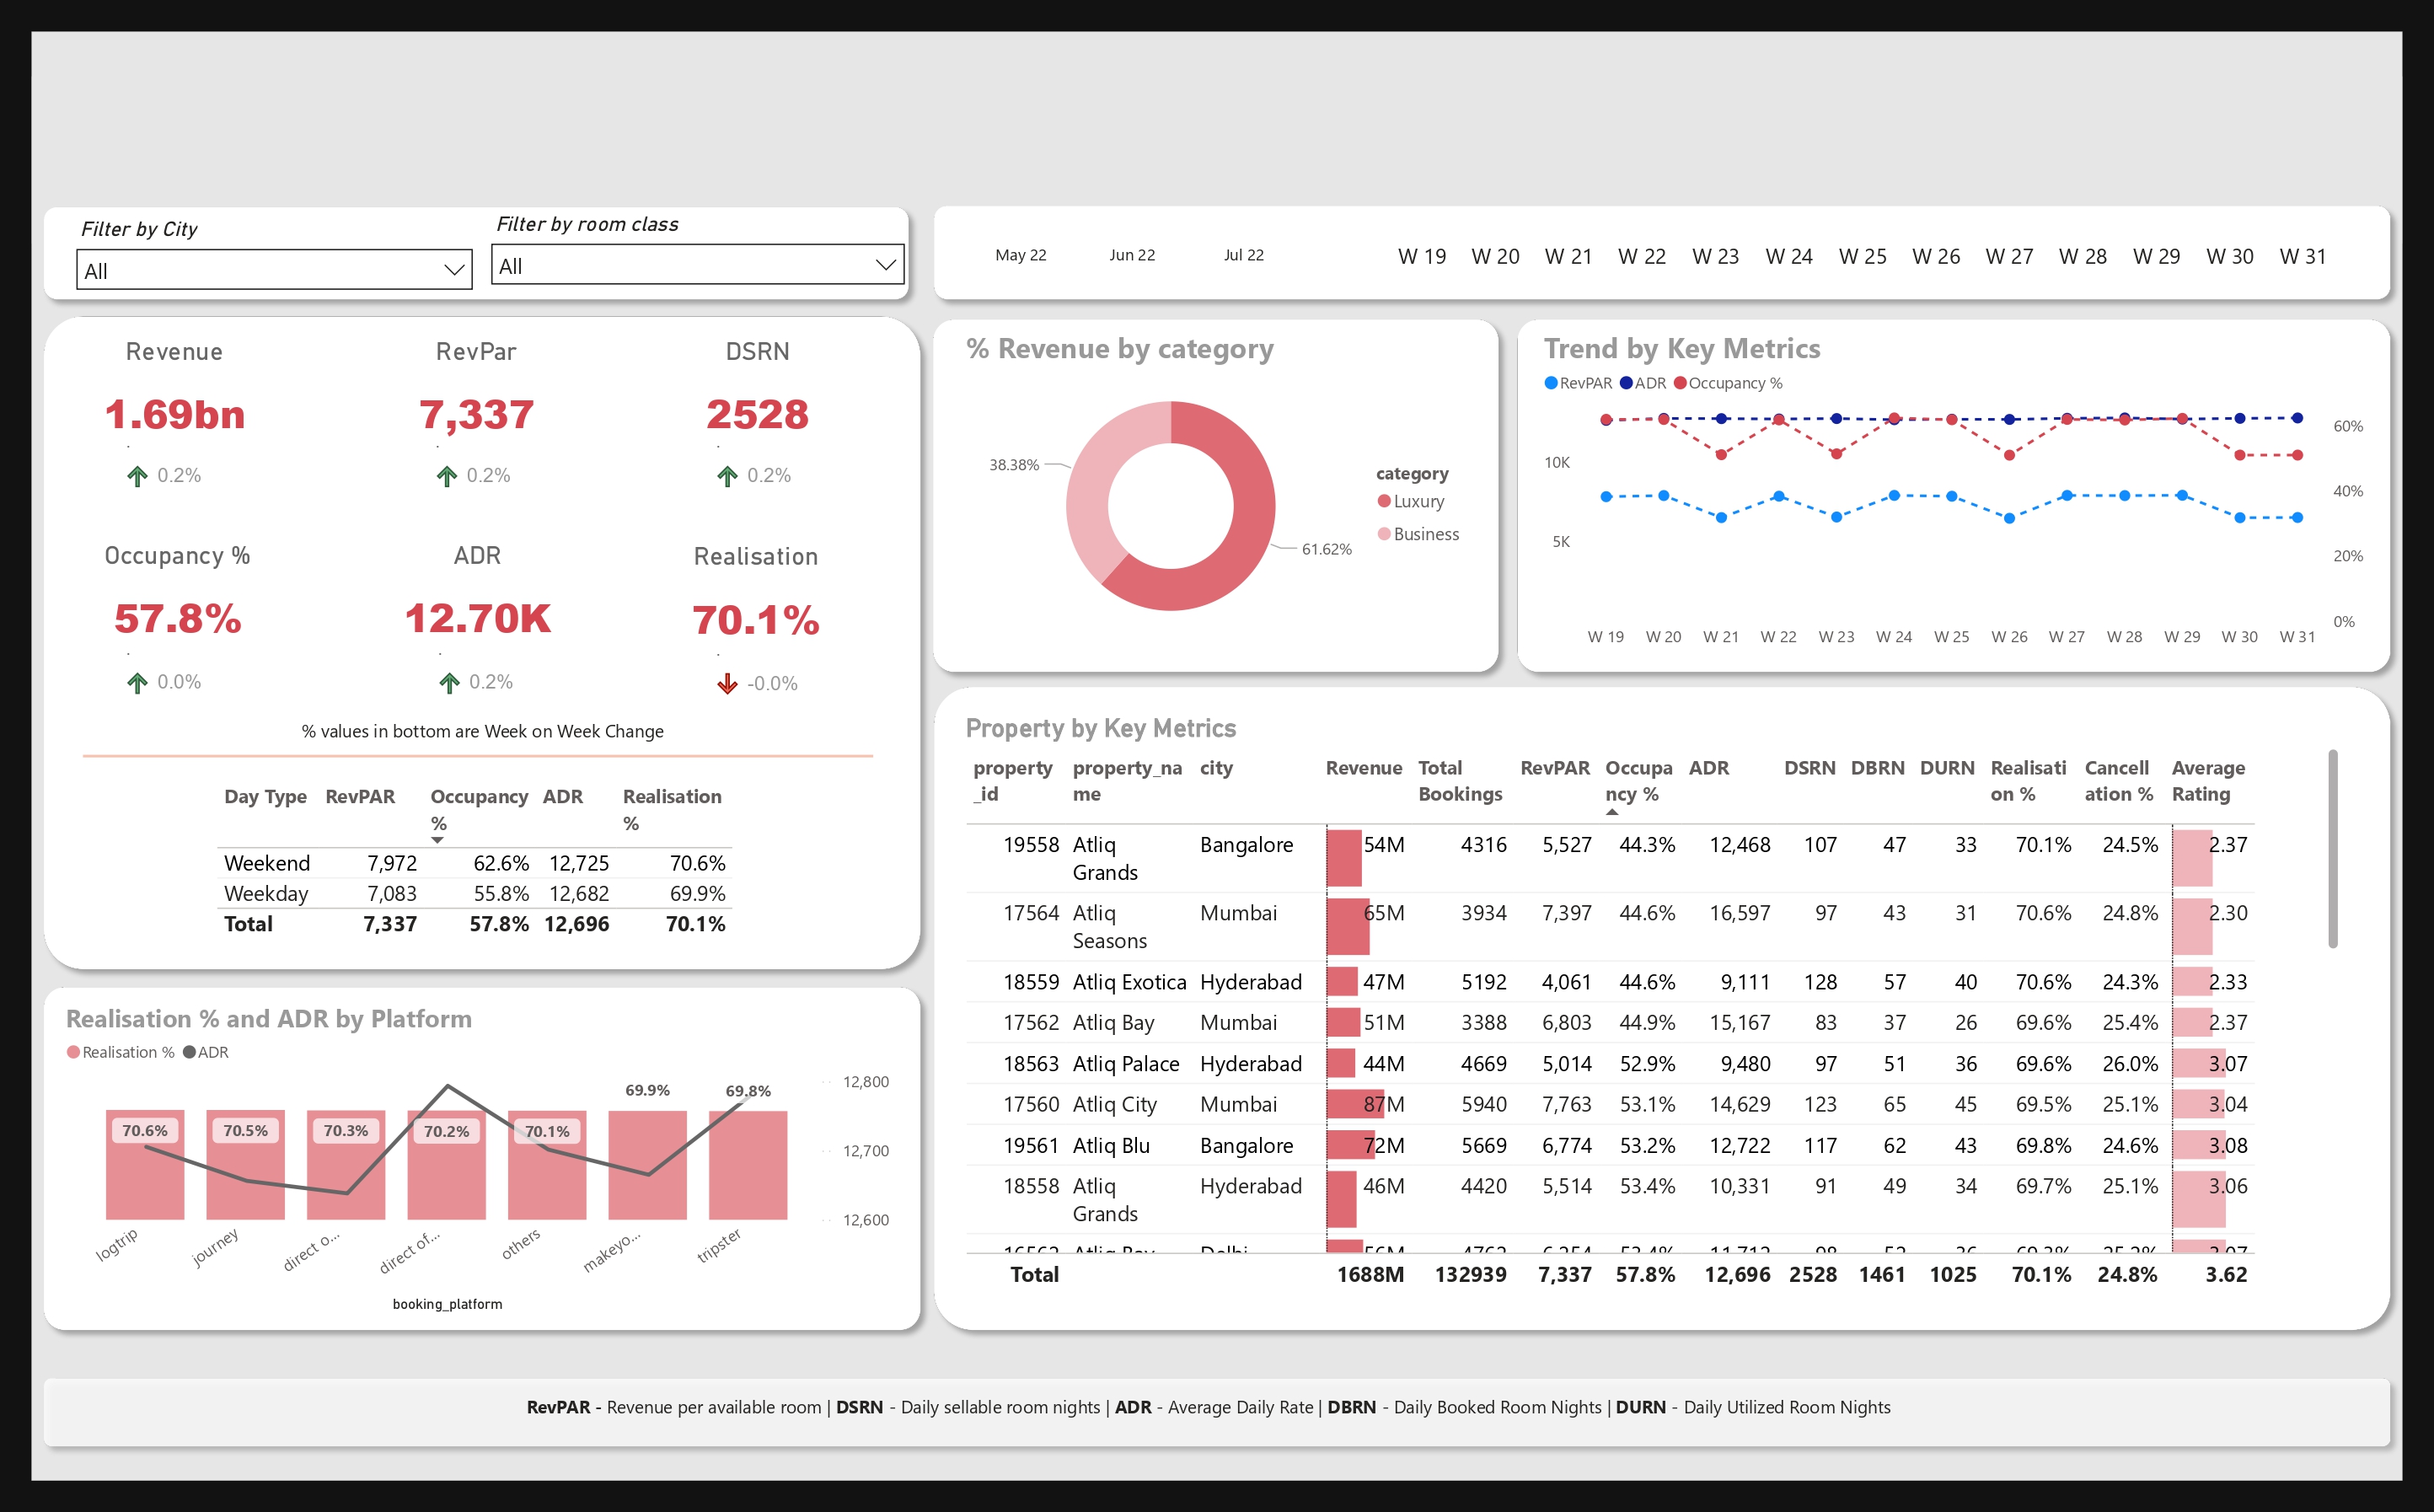 Filter by City
All
Filter by room class
All
May 22 Jun 22 Jul 22
W 19 W 20 W 21 W 22 W 23 W 24 W 25 W 26 W 27 W 28 W 29 W 30 W 31
Revenue RevPar DSRN
1.69bn 7,337 2528
0.2% 0.2% 0.2%
Occupancy % ADR Realisation
57.8% 12.70K 70.1%
0.0% 0.2% -0.0%
% values in bottom are Week on Week Change
Day Type RevPAR Occupancy % ADR Realisation %
Weekend 7,972 62.6% 12,725 70.6%
Weekday 7,083 55.8% 12,682 69.9%
Total 7,337 57.8% 12,696 70.1%
Realisation % and ADR by Platform
Realisation % ADR
70.6% 70.5% 70.3% 70.2% 70.1% 69.9% 69.8%
12,800
12,700
12,600
logtrip journey direct o... direct of... others makeyo... tripster
booking_platform
% Revenue by category
38.38%
61.62%
category
Luxury
Business
Trend by Key Metrics
RevPAR ADR Occupancy %
10K
5K
60%
40%
20%
0%
W 19 W 20 W 21 W 22 W 23 W 24 W 25 W 26 W 27 W 28 W 29 W 30 W 31
Property by Key Metrics
property_id property_name city Revenue Total Bookings RevPAR Occupancy % ADR DSRN DBRN DURN Realisation % Cancellation % Average Rating
19558 Atliq Grands Bangalore 54M 4316 5,527 44.3% 12,468 107 47 33 70.1% 24.5% 2.37
17564 Atliq Seasons Mumbai 65M 3934 7,397 44.6% 16,597 97 43 31 70.6% 24.8% 2.30
18559 Atliq Exotica Hyderabad 47M 5192 4,061 44.6% 9,111 128 57 40 70.6% 24.3% 2.33
17562 Atliq Bay Mumbai 51M 3388 6,803 44.9% 15,167 83 37 26 69.6% 25.4% 2.37
18563 Atliq Palace Hyderabad 44M 4669 5,014 52.9% 9,480 97 51 36 69.6% 26.0% 3.07
17560 Atliq City Mumbai 87M 5940 7,763 53.1% 14,629 123 65 45 69.5% 25.1% 3.04
19561 Atliq Blu Bangalore 72M 5669 6,774 53.2% 12,722 117 62 43 69.8% 24.6% 3.08
18558 Atliq Grands Hyderabad 46M 4420 5,514 53.4% 10,331 91 49 34 69.7% 25.1% 3.06
Total 1688M 132939 7,337 57.8% 12,696 2528 1461 1025 70.1% 24.8% 3.62
RevPAR - Revenue per available room | DSRN - Daily sellable room nights | ADR - Average Daily Rate | DBRN - Daily Booked Room Nights | DURN - Daily Utilized Room Nights